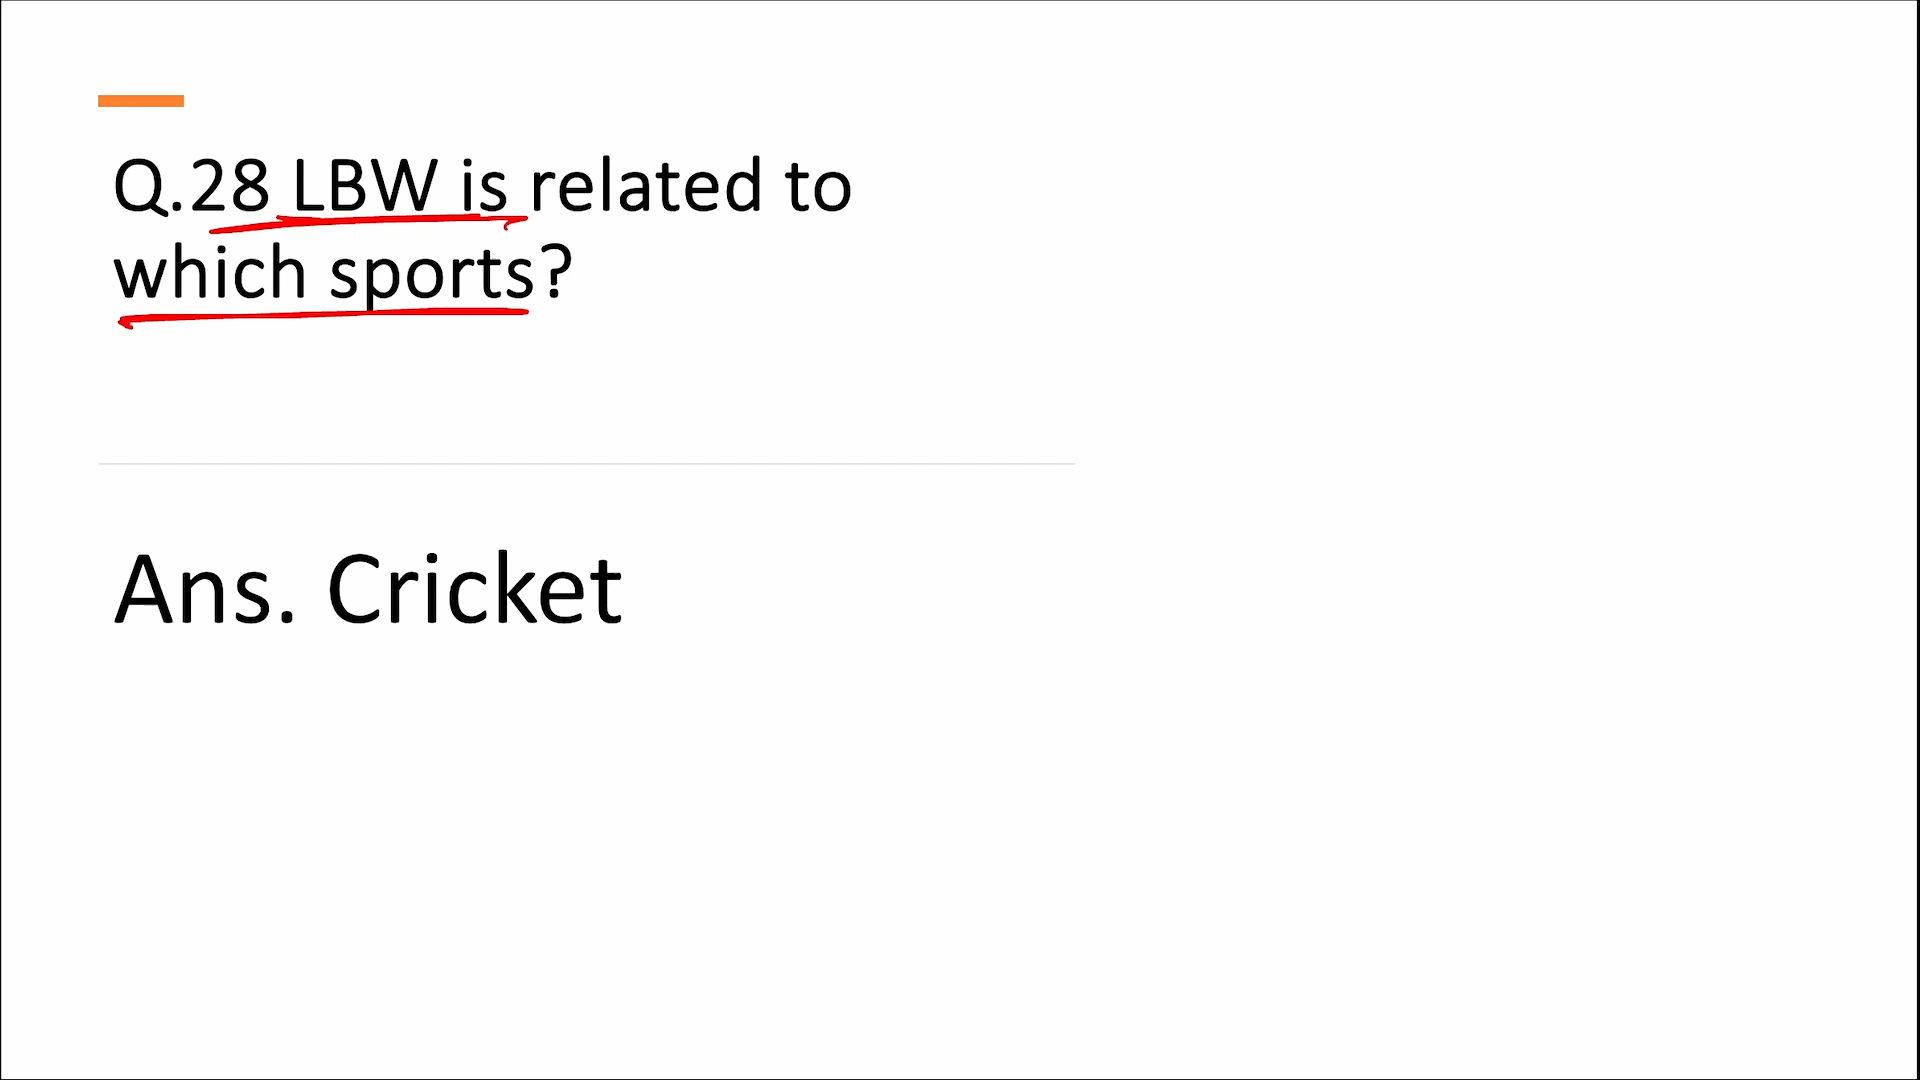 Q.28 LBW is related to
which sports?
Ans. Cricket